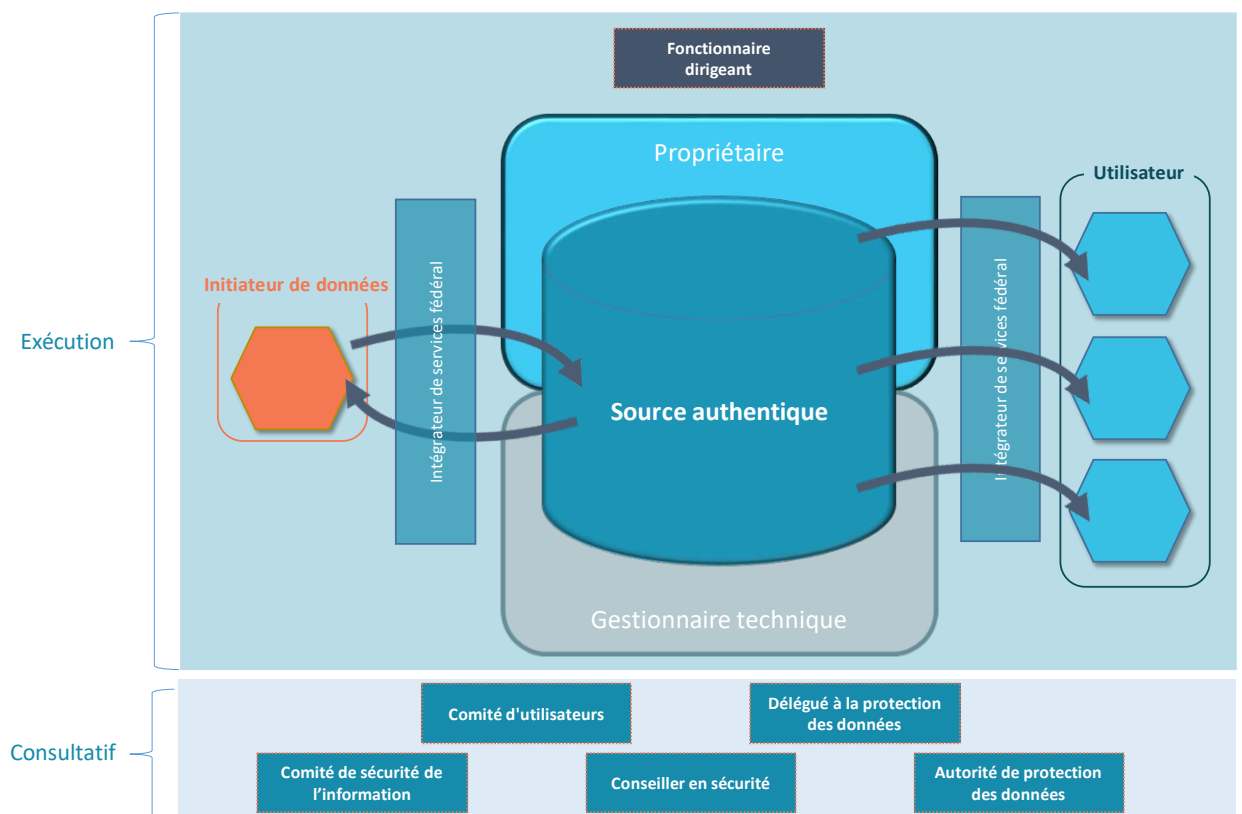 Fonctionnaire
dirigeant
Propriétaire
Utilisateur
Initiateur de données
Intégrateur de services fédéral
Intégrateur de services fédéral
Exécution
Source authentique
Gestionnaire technique
Comité d'utilisateurs
Délégué à la protection
des données
Consultatif
Comité de sécurité de
l’information
Conseiller en sécurité
Autorité de protection
des données